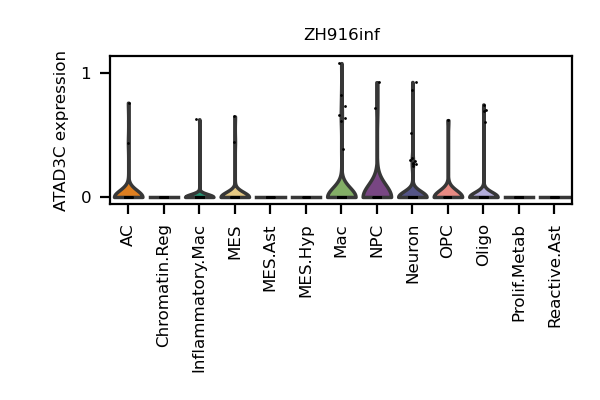 ZH916inf
ATAD3C expression
1
0
AC
Chromatin.Reg
Inflammatory.Mac
MES
MES.Ast
MES.Hyp
Mac
NPC
Neuron
OPC
Oligo
Prolif.Metab
Reactive.Ast